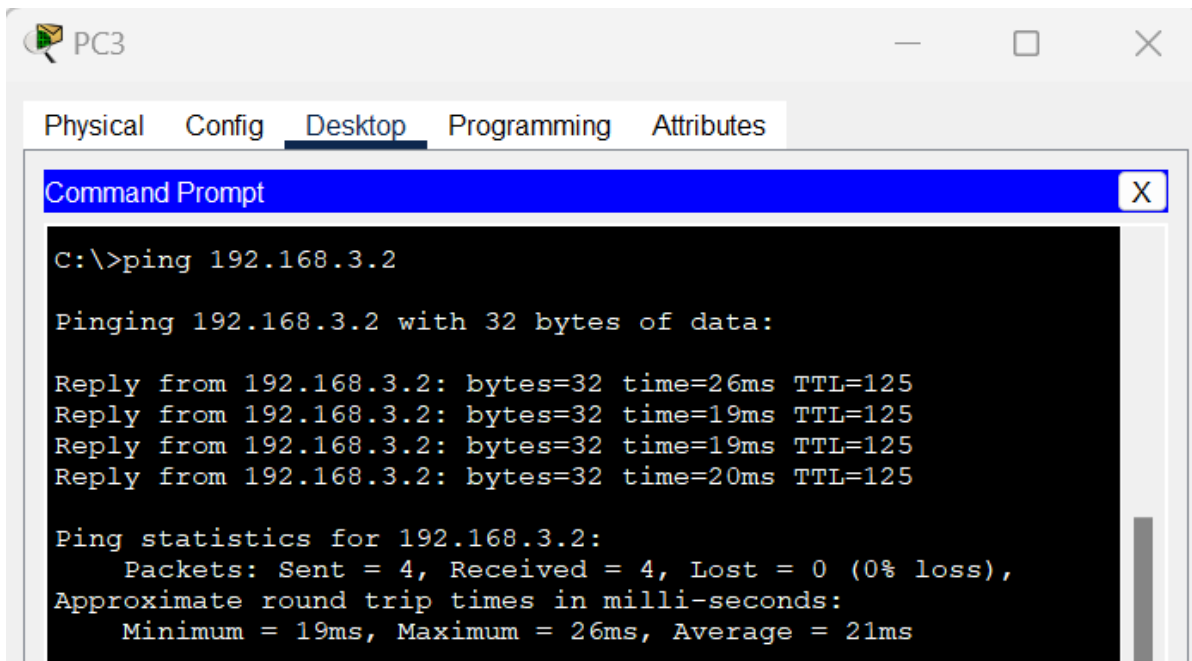 PC3
Physical Config Desktop Programming Attributes
Command Prompt X
C:\>ping 192.168.3.2
Pinging 192.168.3.2 with 32 bytes of data:
Reply from 192.168.3.2: bytes=32 time=26ms TTL=125
Reply from 192.168.3.2: bytes=32 time=19ms TTL=125
Reply from 192.168.3.2: bytes=32 time=19ms TTL=125
Reply from 192.168.3.2: bytes=32 time=20ms TTL=125
Ping statistics for 192.168.3.2:
Packets: Sent = 4, Received = 4, Lost = 0 (0% loss),
Approximate round trip times in milli-seconds:
Minimum = 19ms, Maximum = 26ms, Average = 21ms